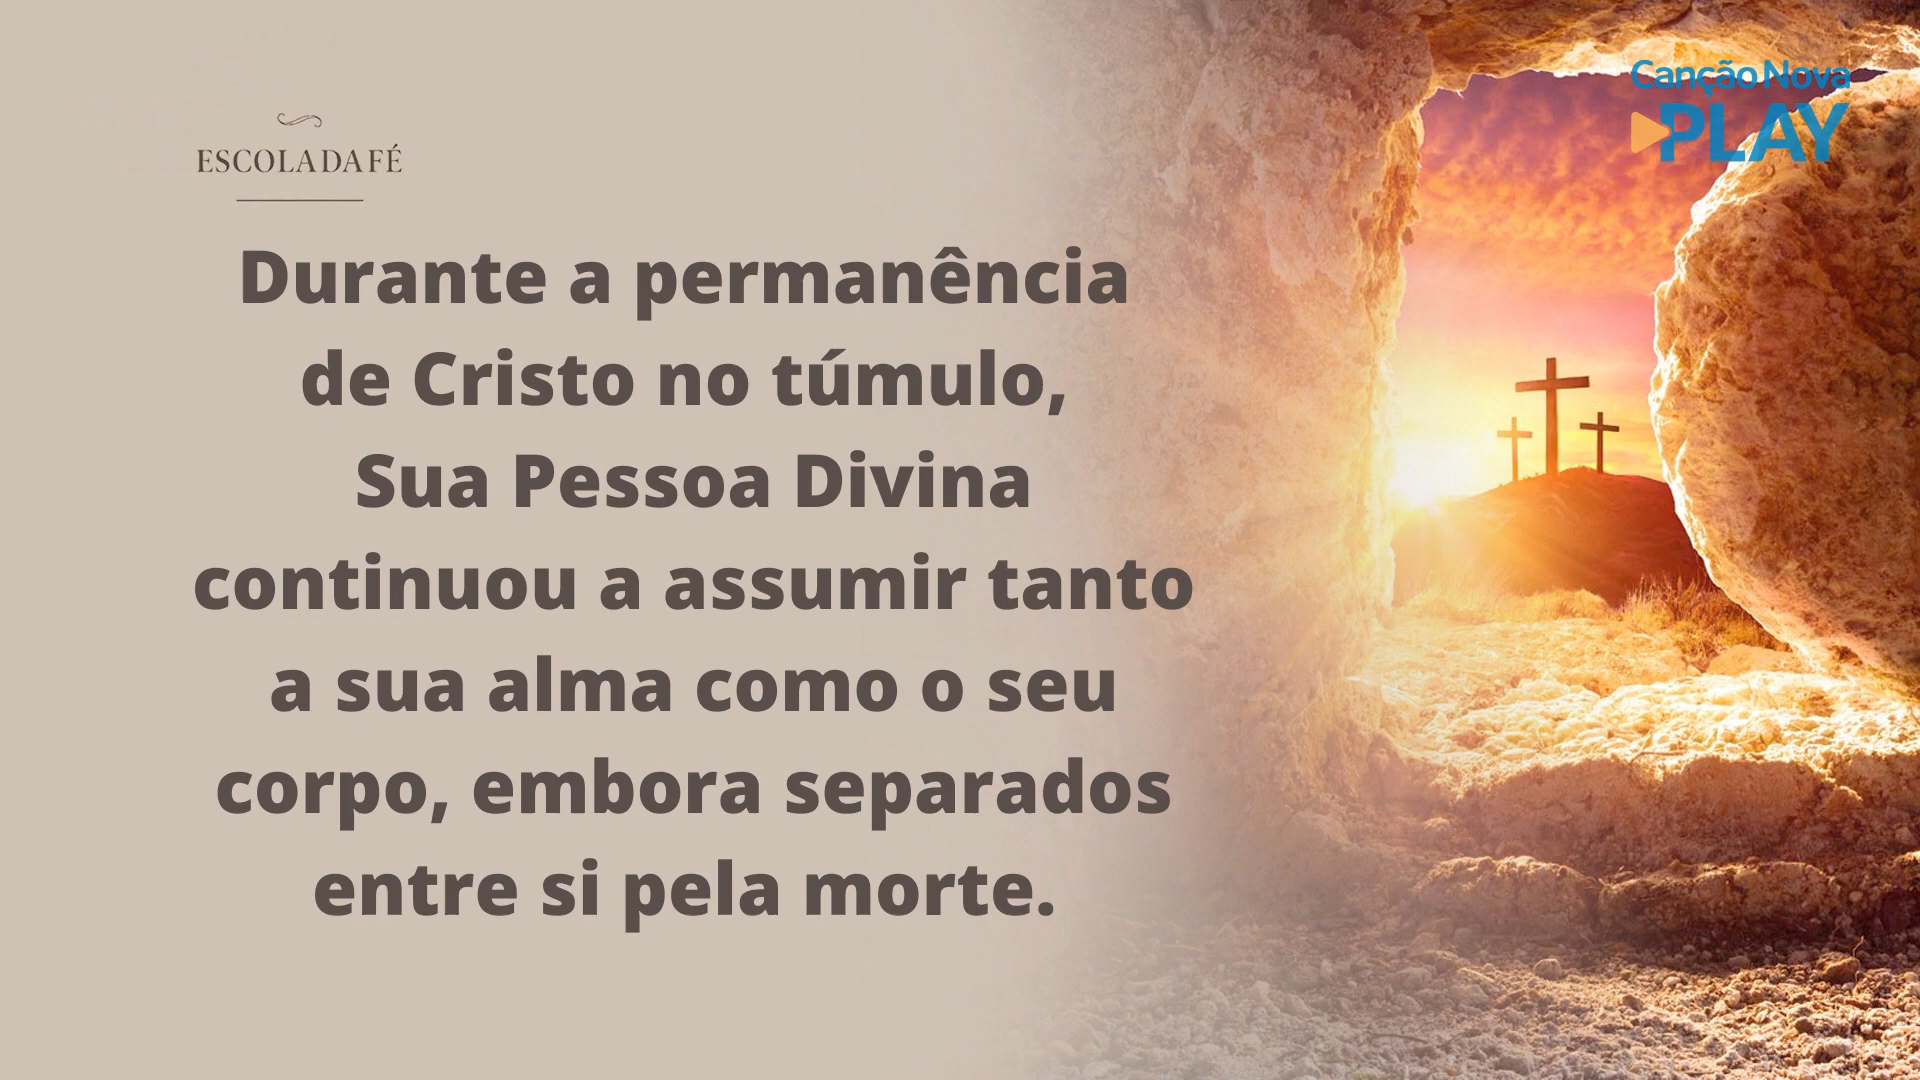 Canção Nova
PLAY
ESCOLADAFÉ
Durante a permanência
de Cristo no túmulo,
Sua Pessoa Divina
continuou a assumir tanto
a sua alma como o seu
corpo, embora separados
entre si pela morte.